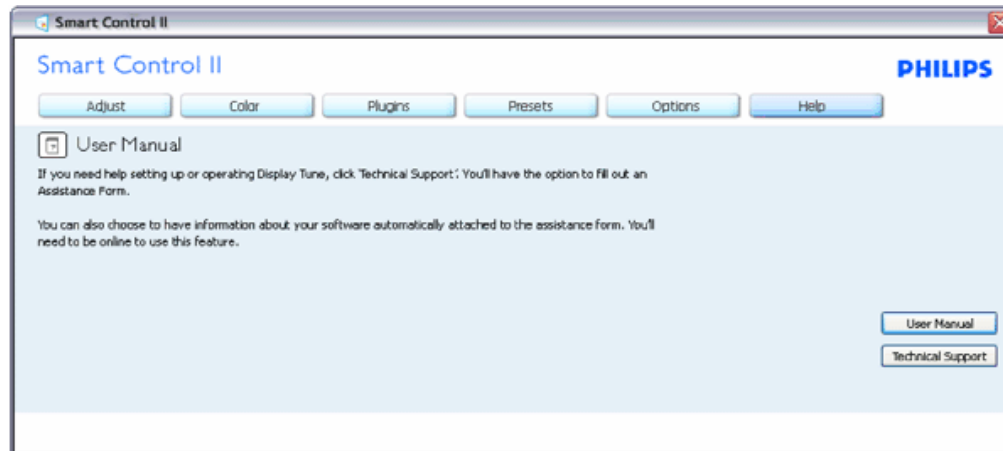 Smart Control II
Smart Control II
PHILIPS
Adjust Color Plugins Presets Options Help
User Manual
If you need help setting up or operating Display Tune, click 'Technical Support'. You'll have the option to fill out an
Assistance Form.
You can also choose to have information about your software automatically attached to the assistance form. You'll
need to be online to use this feature.
User Manual
Technical Support